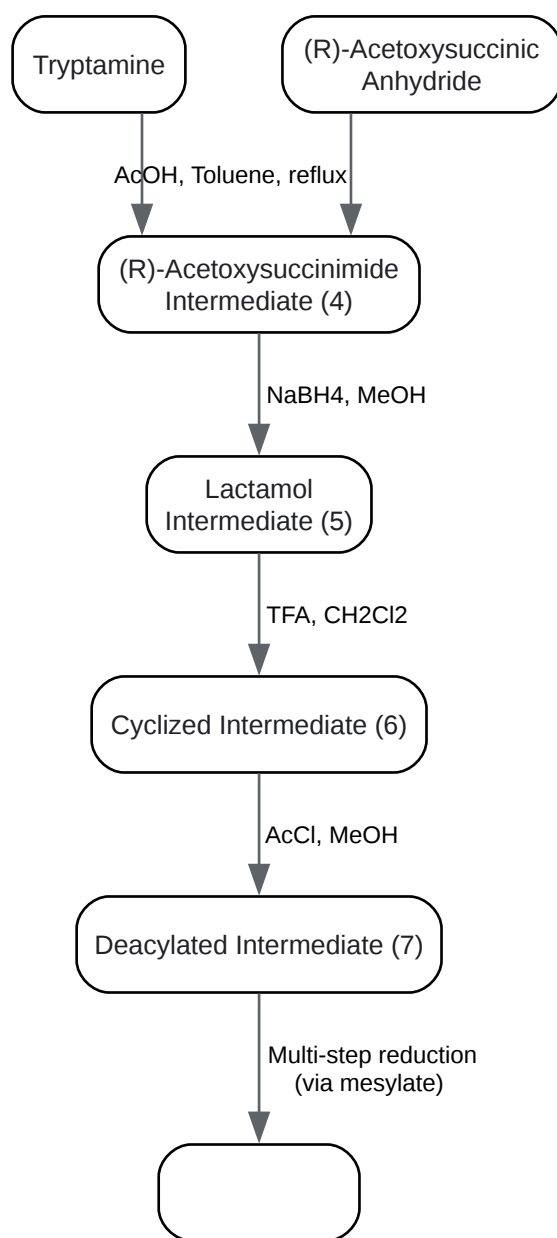 Tryptamine
(R)-Acetoxysuccinic
Anhydride
AcOH, Toluene, reflux
(R)-Acetoxysuccinimide
Intermediate (4)
NaBH4, MeOH
Lactamol
Intermediate (5)
TFA, CH2Cl2
Cyclized Intermediate (6)
AcCl, MeOH
Deacylated Intermediate (7)
Multi-step reduction
(via mesylate)